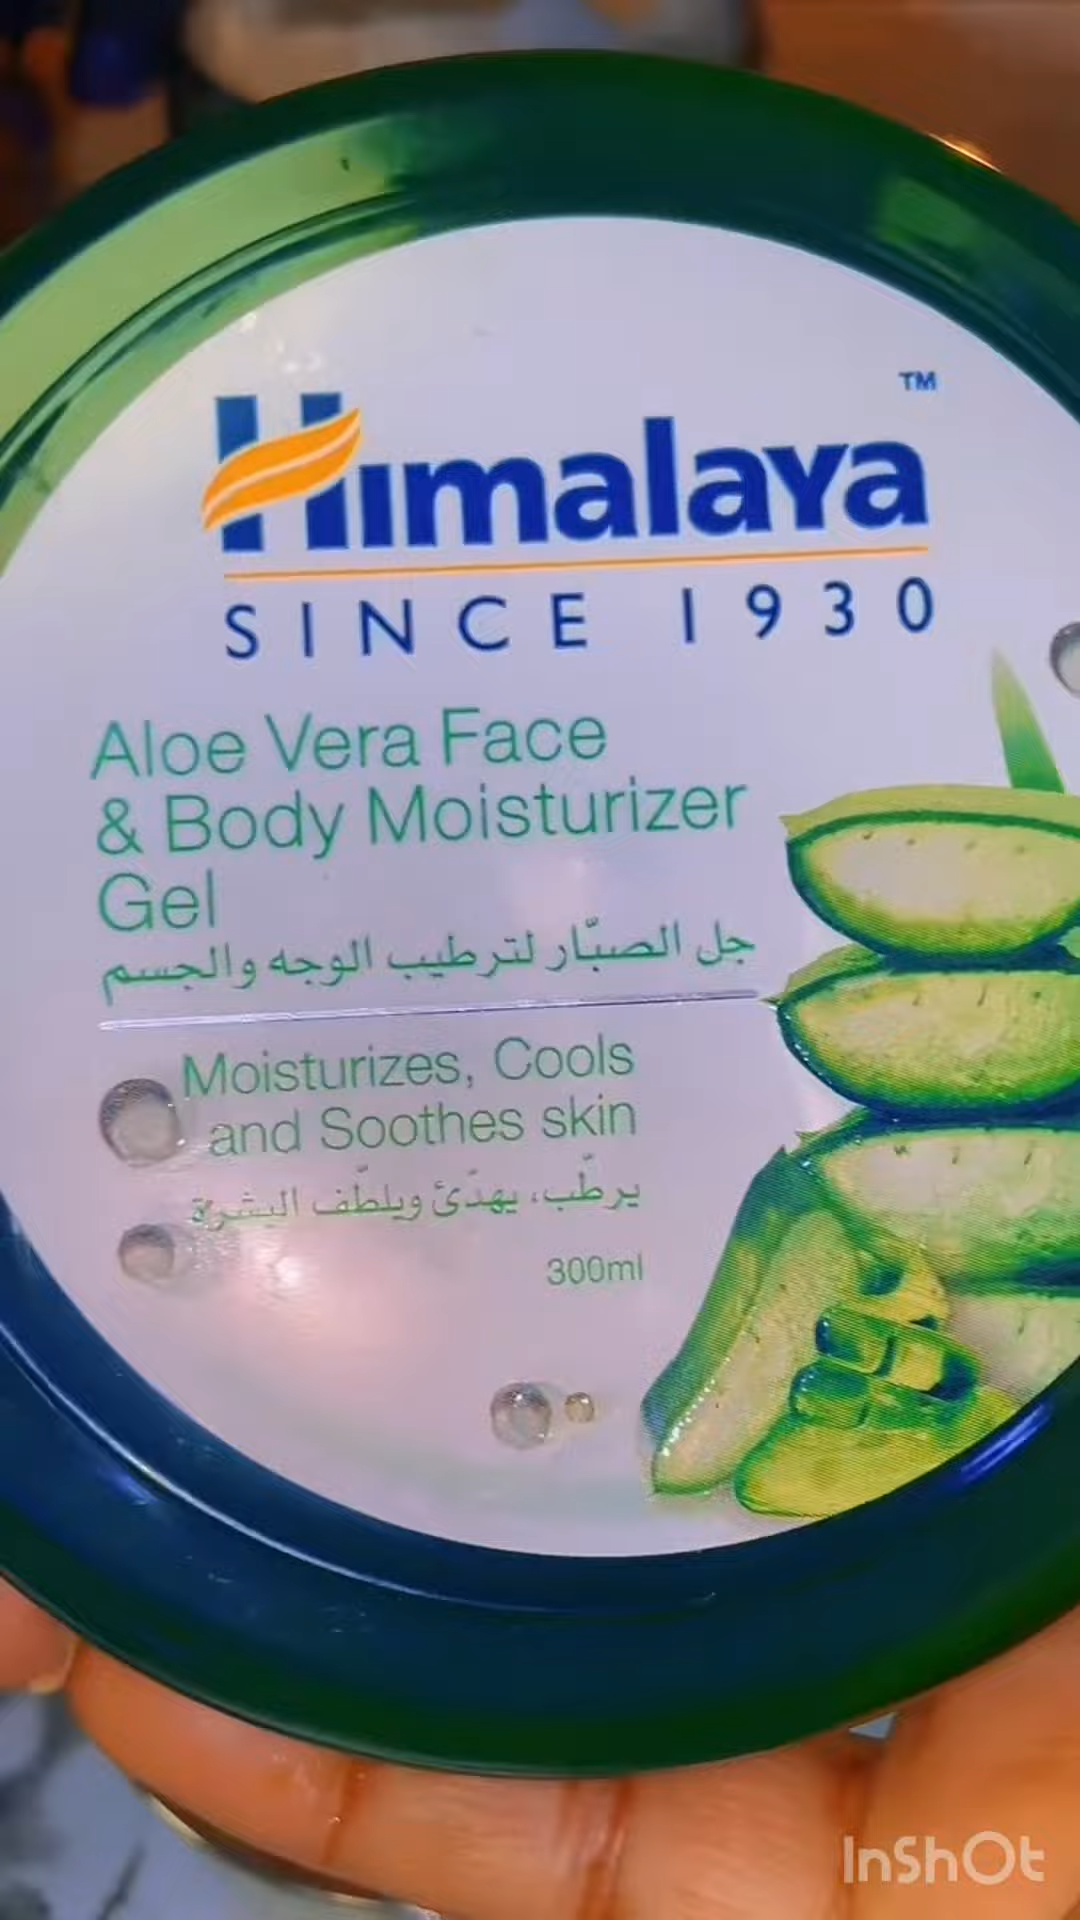 Himalaya
TM
SINCE 1930
Aloe Vera Face
& Body Moisturizer
Gel
جل الصبّار لترطيب الوجه والجسم
Moisturizes, Cools
and Soothes skin
يرطّب، يهدّئ ويلطّف البشرة
300ml
InShOt